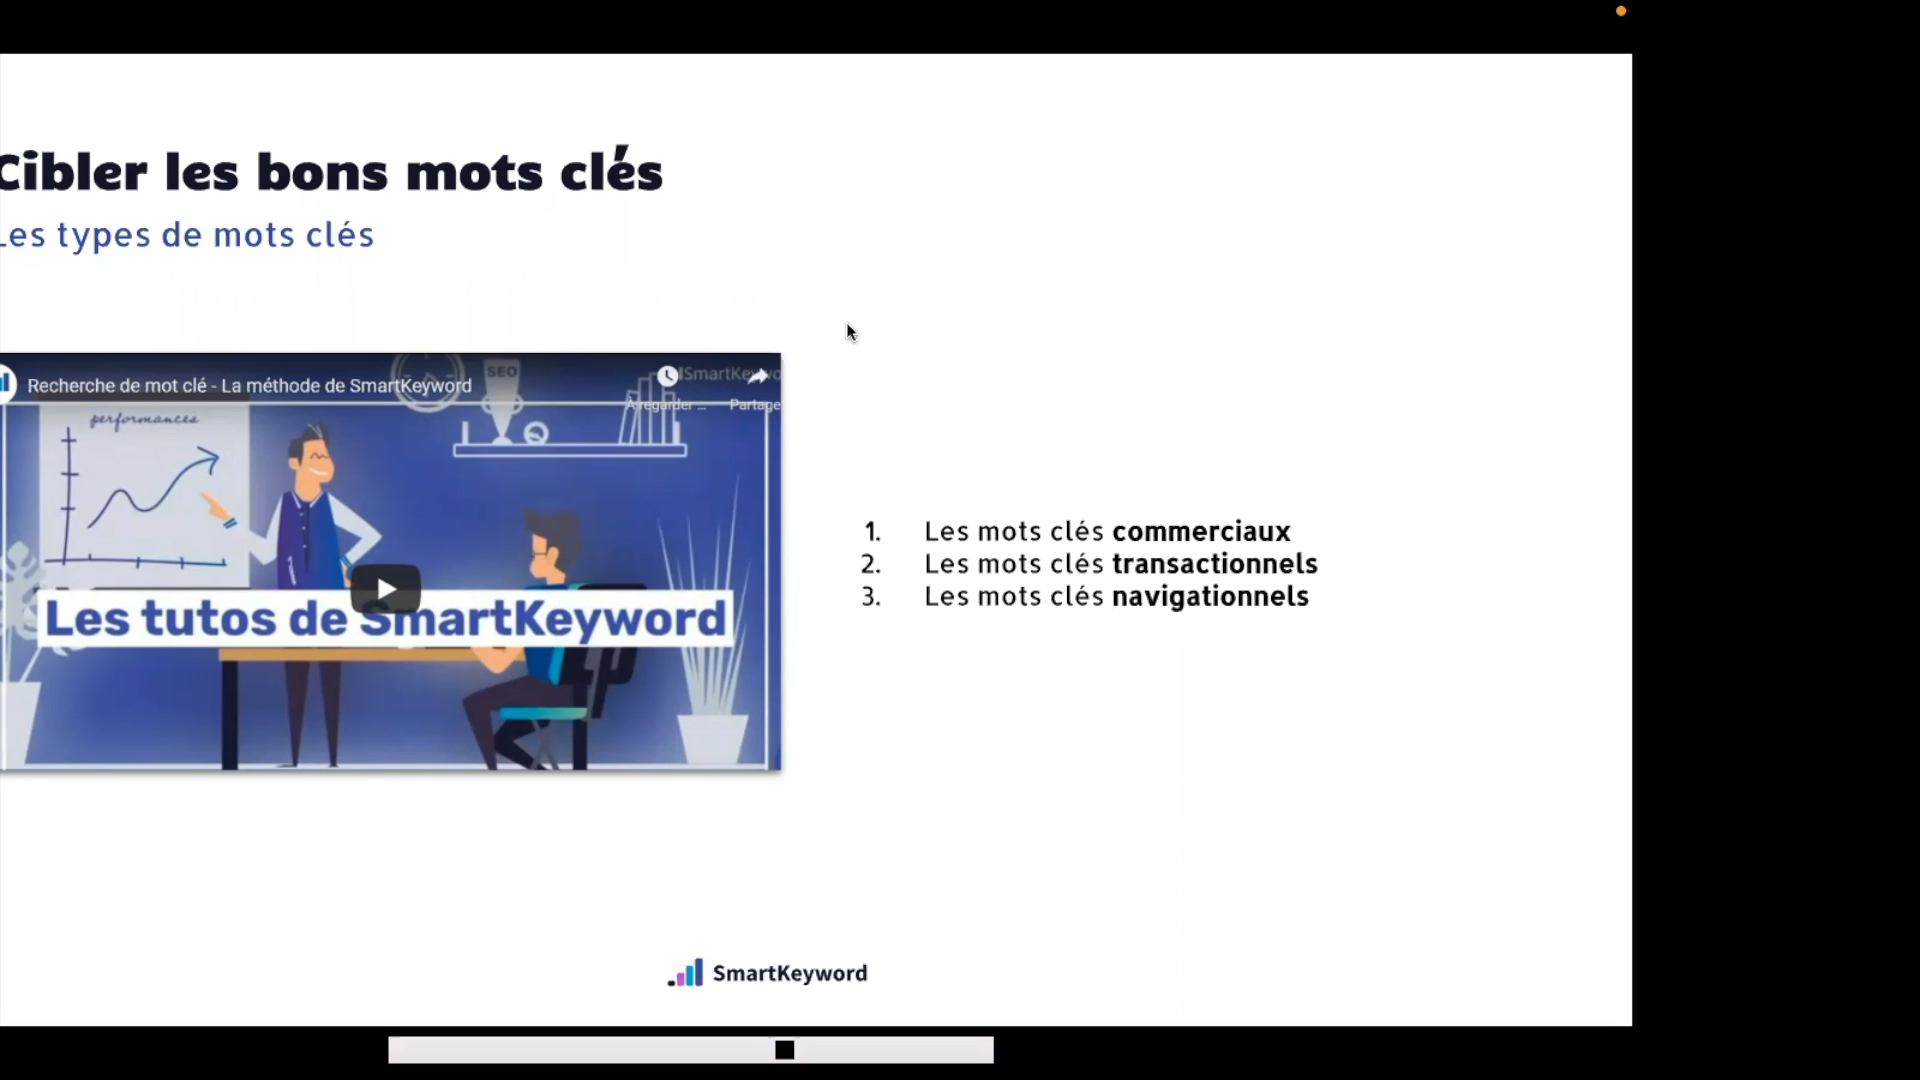 Cibler les bons mots clés
Les types de mots clés
Recherche de mot clé - La méthode de SmartKeyword
SEO
À regarder ... Partage
performances
Les tutos de SmartKeyword
1. Les mots clés commerciaux
2. Les mots clés transactionnels
3. Les mots clés navigationnels
SmartKeyword